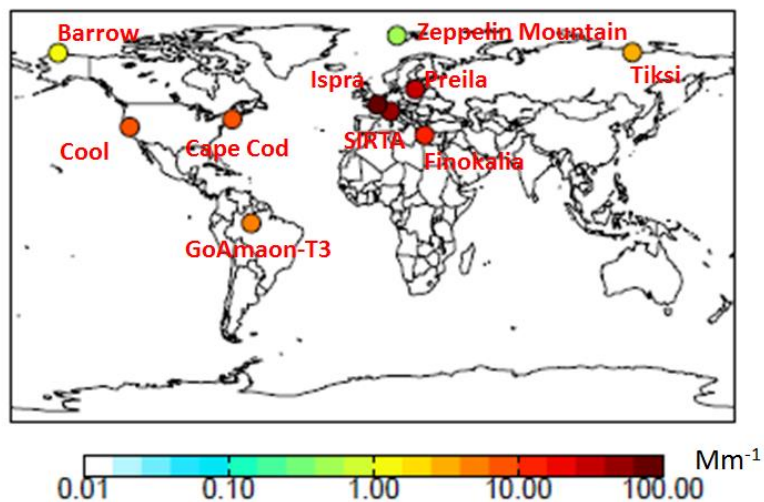 Barrow
Zeppelin Mountain
Ispra
Preila
Tiksi
Cool
Cape Cod
SIRTA
Finokalia
GoAmaon-T3
Mm-1
0.01 0.10 1.00 10.00 100.00